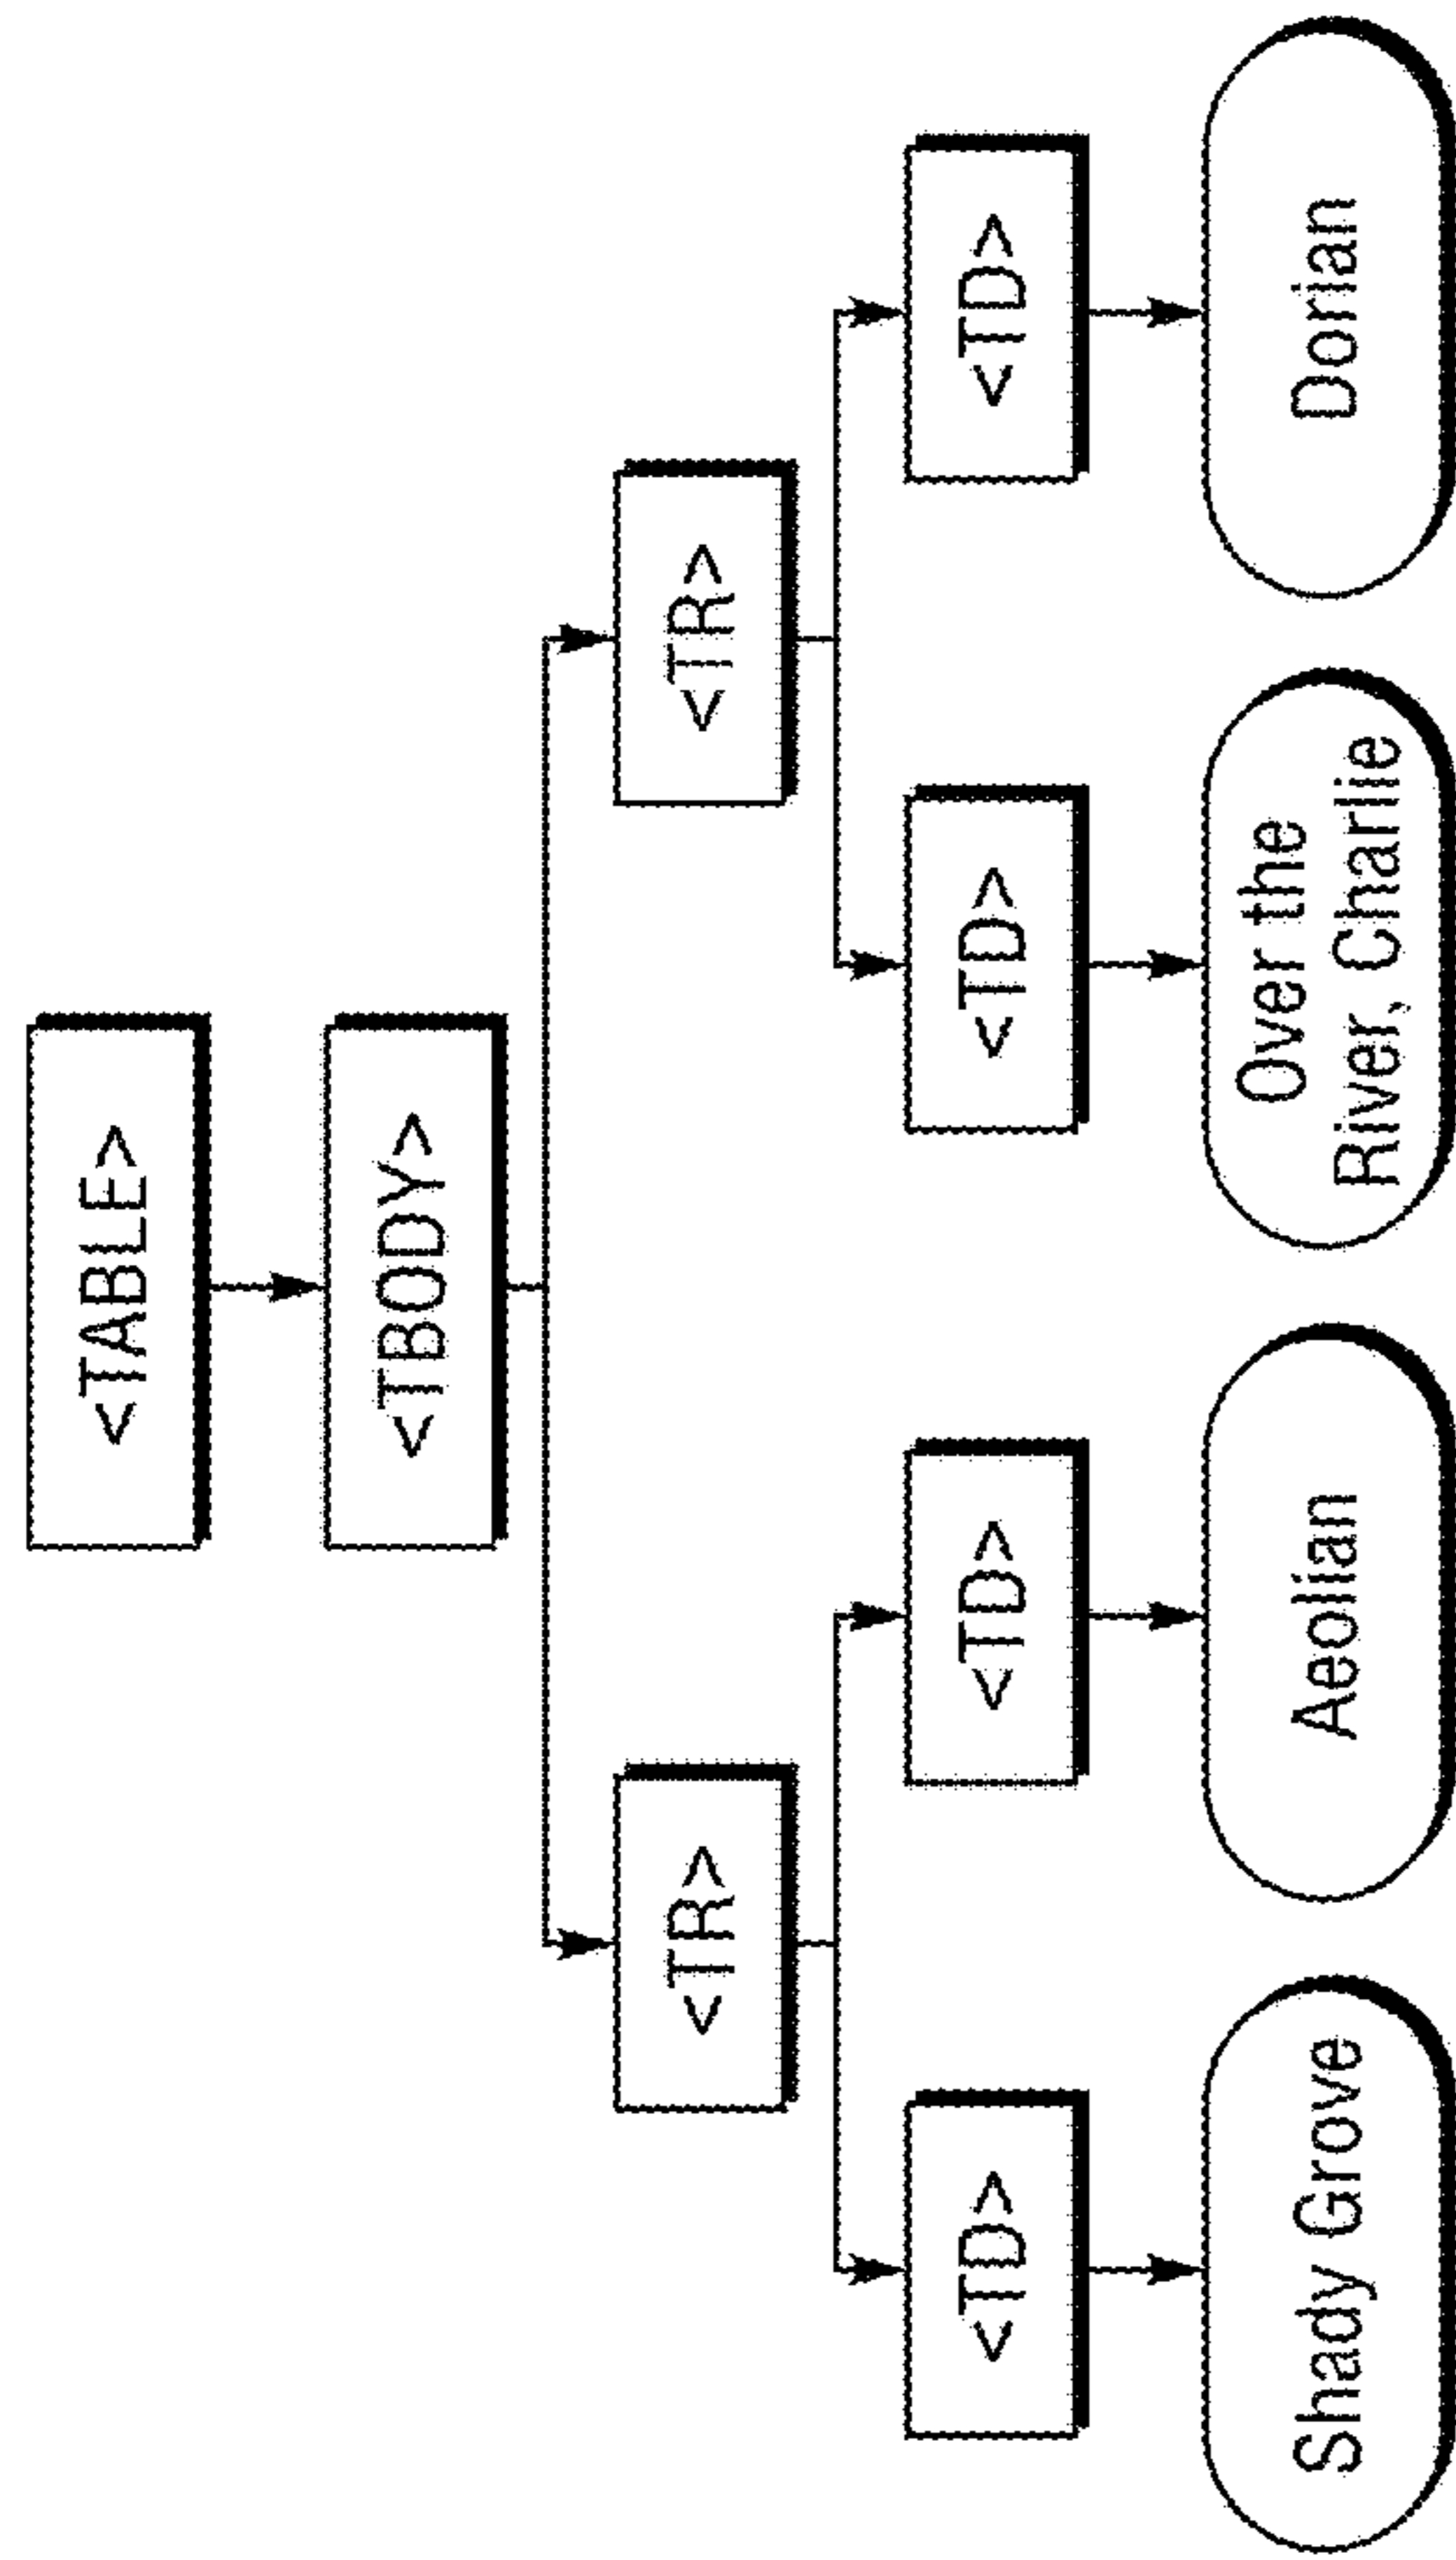 <TABLE>
<TBODY>
<TR>
<TR>
<TD>
<TD>
<TD>
<TD>
Shady Grove
Aeolian
Over the
River, Charlie
Dorian